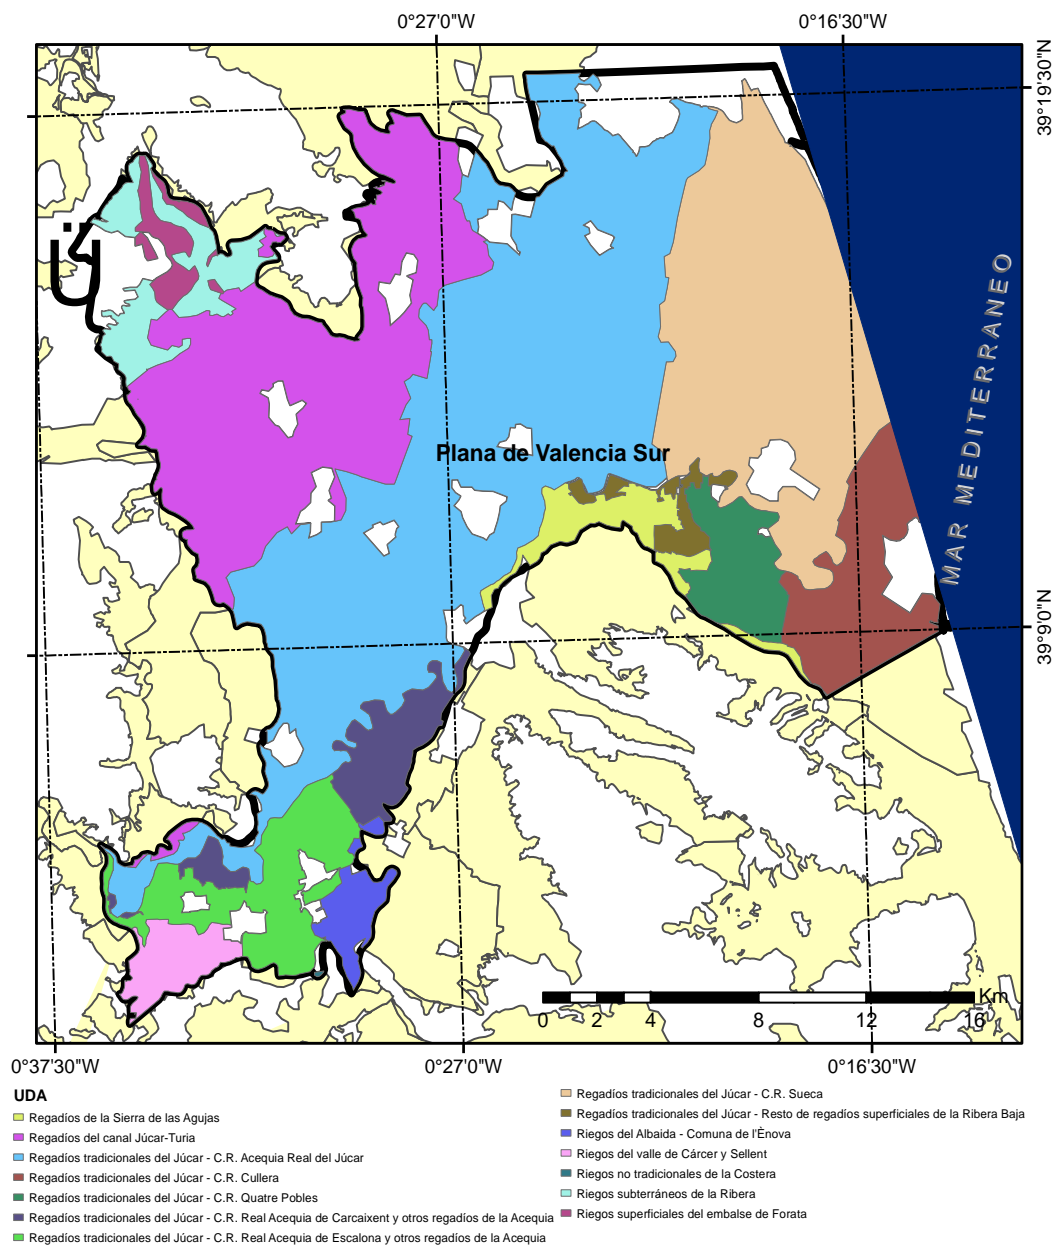 0°27'0"W
0°16'30"W
39°19'30"N
Ü
MAR MEDITERRANEO
Plana de Valencia Sur
39°9'0"N
Km
0 2 4 8 12 16
0°37'30"W
0°27'0"W
0°16'30"W
UDA
Regadíos de la Sierra de las Agujas
Regadíos del canal Júcar-Turia
Regadíos tradicionales del Júcar - C.R. Acequia Real del Júcar
Regadíos tradicionales del Júcar - C.R. Cullera
Regadíos tradicionales del Júcar - C.R. Quatre Pobles
Regadíos tradicionales del Júcar - C.R. Real Acequia de Carcaixent y otros regadíos de la Acequia
Regadíos tradicionales del Júcar - C.R. Real Acequia de Escalona y otros regadíos de la Acequia
Regadíos tradicionales del Júcar - C.R. Sueca
Regadíos tradicionales del Júcar - Resto de regadíos superficiales de la Ribera Baja
Riegos del Albaida - Comuna de l'Ènova
Riegos del valle de Cárcer y Sellent
Riegos no tradicionales de la Costera
Riegos subterráneos de la Ribera
Riegos superficiales del embalse de Forata